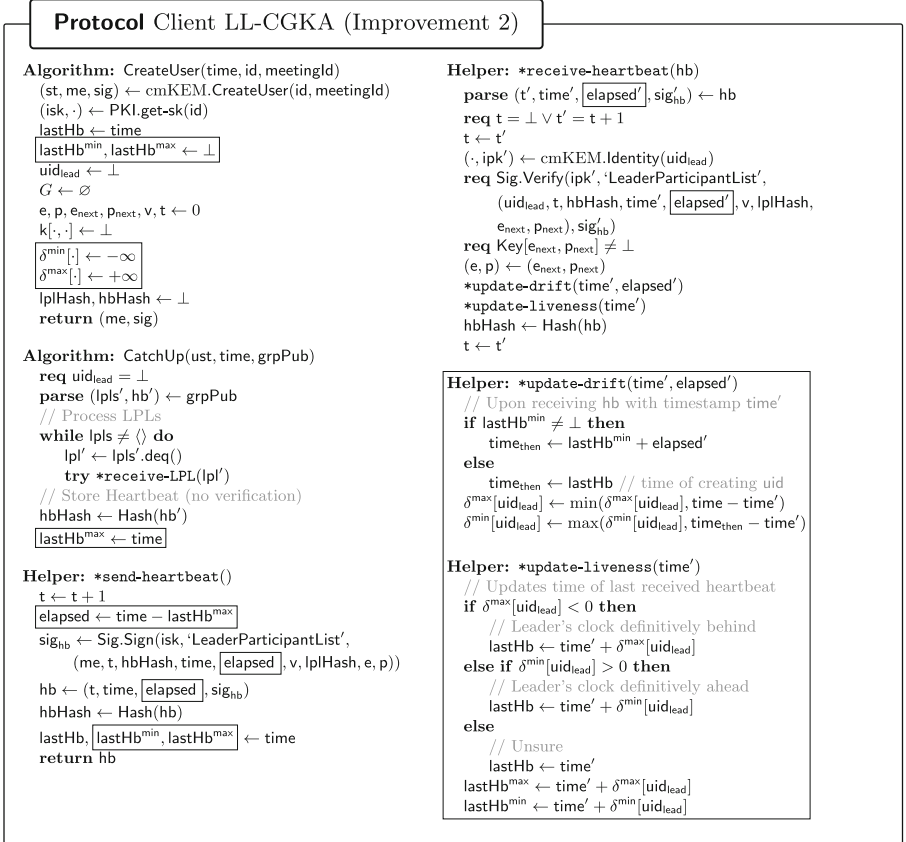 Protocol Client LL-CGKA (Improvement 2)
Algorithm: CreateUser(time, id, meetingId)
(st, me, sig) ← cmKEM.CreateUser(id, meetingId)
(isk, ·) ← PKI.get-sk(id)
lastHb ← time
lastHb^min, lastHb^max ← ⊥
uid_lead ← ⊥
G ← ∅
e, p, e_next, p_next, v, t ← 0
k[·, ·] ← ⊥
δ^min[·] ← −∞
δ^max[·] ← +∞
lplHash, hbHash ← ⊥
return (me, sig)
Algorithm: CatchUp(ust, time, grpPub)
req uid_lead = ⊥
parse (lpls′, hb′) ← grpPub
// Process LPLs
while lpls ≠ ⟨⟩ do
lpl′ ← lpls′.deq()
try *receive-LPL(lpl′)
// Store Heartbeat (no verification)
hbHash ← Hash(hb′)
lastHb^max ← time
Helper: *send-heartbeat()
t ← t + 1
elapsed ← time − lastHb^max
sig_hb ← Sig.Sign(isk, ‘LeaderParticipantList’,
(me, t, hbHash, time, elapsed , v, lplHash, e, p))
hb ← (t, time, elapsed , sig_hb)
hbHash ← Hash(hb)
lastHb, lastHb^min, lastHb^max ← time
return hb
Helper: *receive-heartbeat(hb)
parse (t′, time′, elapsed′ , sig′_hb) ← hb
req t = ⊥ ∨ t′ = t + 1
t ← t′
(·, ipk′) ← cmKEM.Identity(uid_lead)
req Sig.Verify(ipk′, ‘LeaderParticipantList’,
(uid_lead, t, hbHash, time′, elapsed′ , v, lplHash,
e_next, p_next), sig′_hb)
req Key[e_next, p_next] ≠ ⊥
(e, p) ← (e_next, p_next)
*update-drift(time′, elapsed′)
*update-liveness(time′)
hbHash ← Hash(hb)
t ← t′
Helper: *update-drift(time′, elapsed′)
// Upon receiving hb with timestamp time′
if lastHb^min ≠ ⊥ then
time_then ← lastHb^min + elapsed′
else
time_then ← lastHb // time of creating uid
δ^max[uid_lead] ← min(δ^max[uid_lead], time − time′)
δ^min[uid_lead] ← max(δ^min[uid_lead], time_then − time′)
Helper: *update-liveness(time′)
// Updates time of last received heartbeat
if δ^max[uid_lead] < 0 then
// Leader's clock definitively behind
lastHb ← time′ + δ^max[uid_lead]
else if δ^min[uid_lead] > 0 then
// Leader's clock definitively ahead
lastHb ← time′ + δ^min[uid_lead]
else
// Unsure
lastHb ← time′
lastHb^max ← time′ + δ^max[uid_lead]
lastHb^min ← time′ + δ^min[uid_lead]